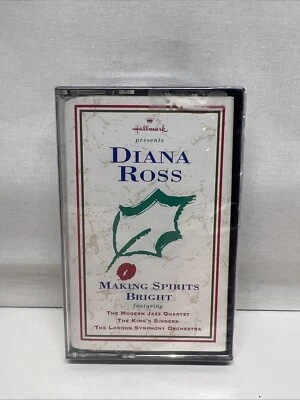 Hallmark
presents
DIANA
ROSS
MAKING SPIRITS
BRIGHT
featuring
THE MODERN JAZZ QUARTET
THE KING'S SINGERS
THE LONDON SYMPHONY ORCHESTRA